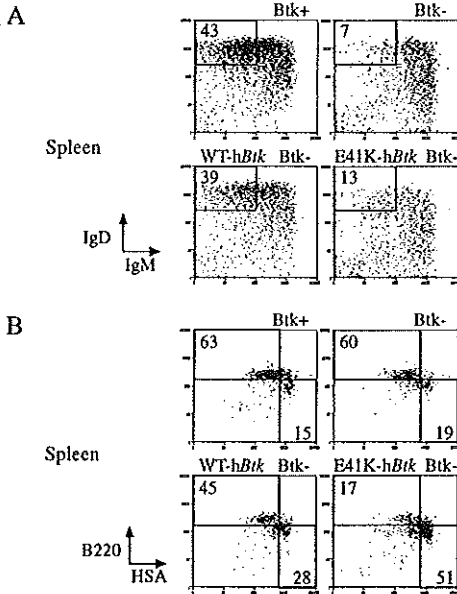 A
Btk+ Btk-
43 7
Spleen
WT-hBtk Btk- E41K-hBtk Btk-
39 13
IgD
IgM
B
Btk+ Btk-
63 60
15 19
Spleen
WT-hBtk Btk- E41K-hBtk Btk-
45 17
B220
HSA
28 51